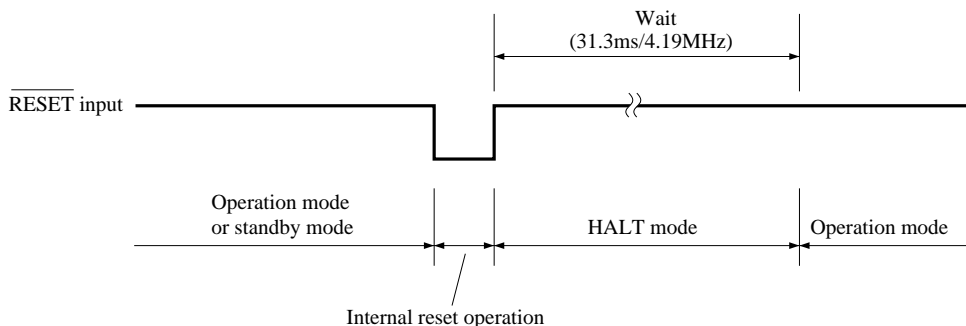 Wait
(31.3ms/4.19MHz)
RESET input
Operation mode
or standby mode
HALT mode
Operation mode
Internal reset operation